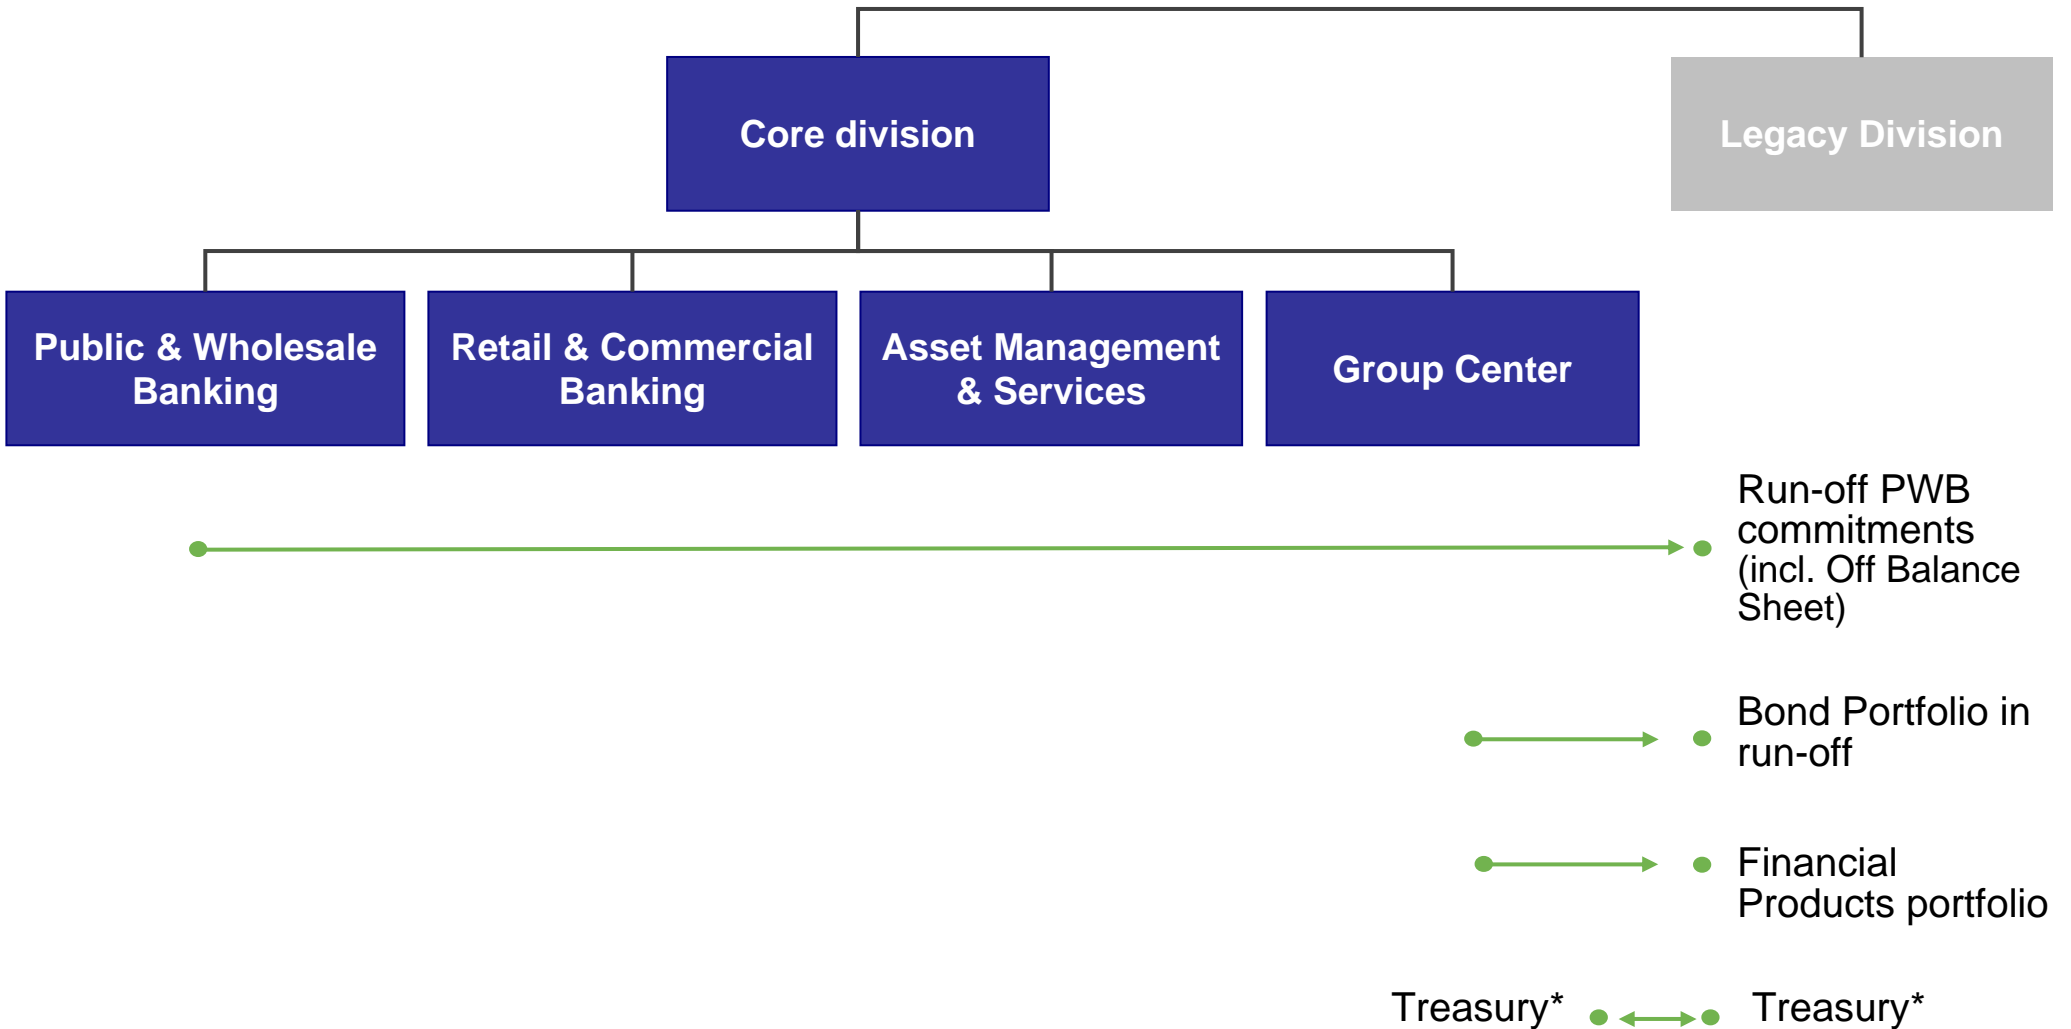 Core division
Legacy Division
Public & Wholesale
Banking
Retail & Commercial
Banking
Asset Management
& Services
Group Center
Run-off PWB
commitments
(incl. Off Balance
Sheet)
Bond Portfolio in
run-off
Financial
Products portfolio
Treasury*
Treasury*